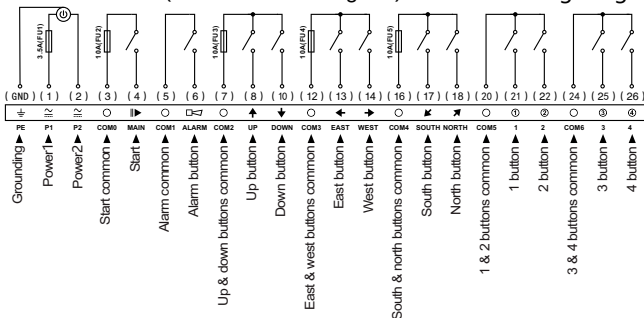 3.5A(FU1)
10A(FU2)
10A(FU3)
10A(FU4)
10A(FU5)
( GND ) ( 1 ) ( 2 ) ( 3 ) ( 4 ) ( 5 ) ( 6 ) ( 7 ) ( 8 ) ( 10 ) ( 12 ) ( 13 ) ( 14 ) ( 16 ) ( 17 ) ( 18 ) ( 20 ) ( 21 ) ( 22 ) ( 24 ) ( 25 ) ( 26 )
① ② ③ ④
PE P1 P2 COM0 MAIN COM1 ALARM COM2 UP DOWN COM3 EAST WEST COM4 SOUTH NORTH COM5 1 2 COM6 3 4
Grounding
Power1
Power2
Start common
Start
Alarm common
Alarm button
Up & down buttons common
Up button
Down button
East & west buttons common
East button
West button
South & north buttons common
South button
North button
1 & 2 buttons common
1 button
2 button
3 & 4 buttons common
3 button
4 button